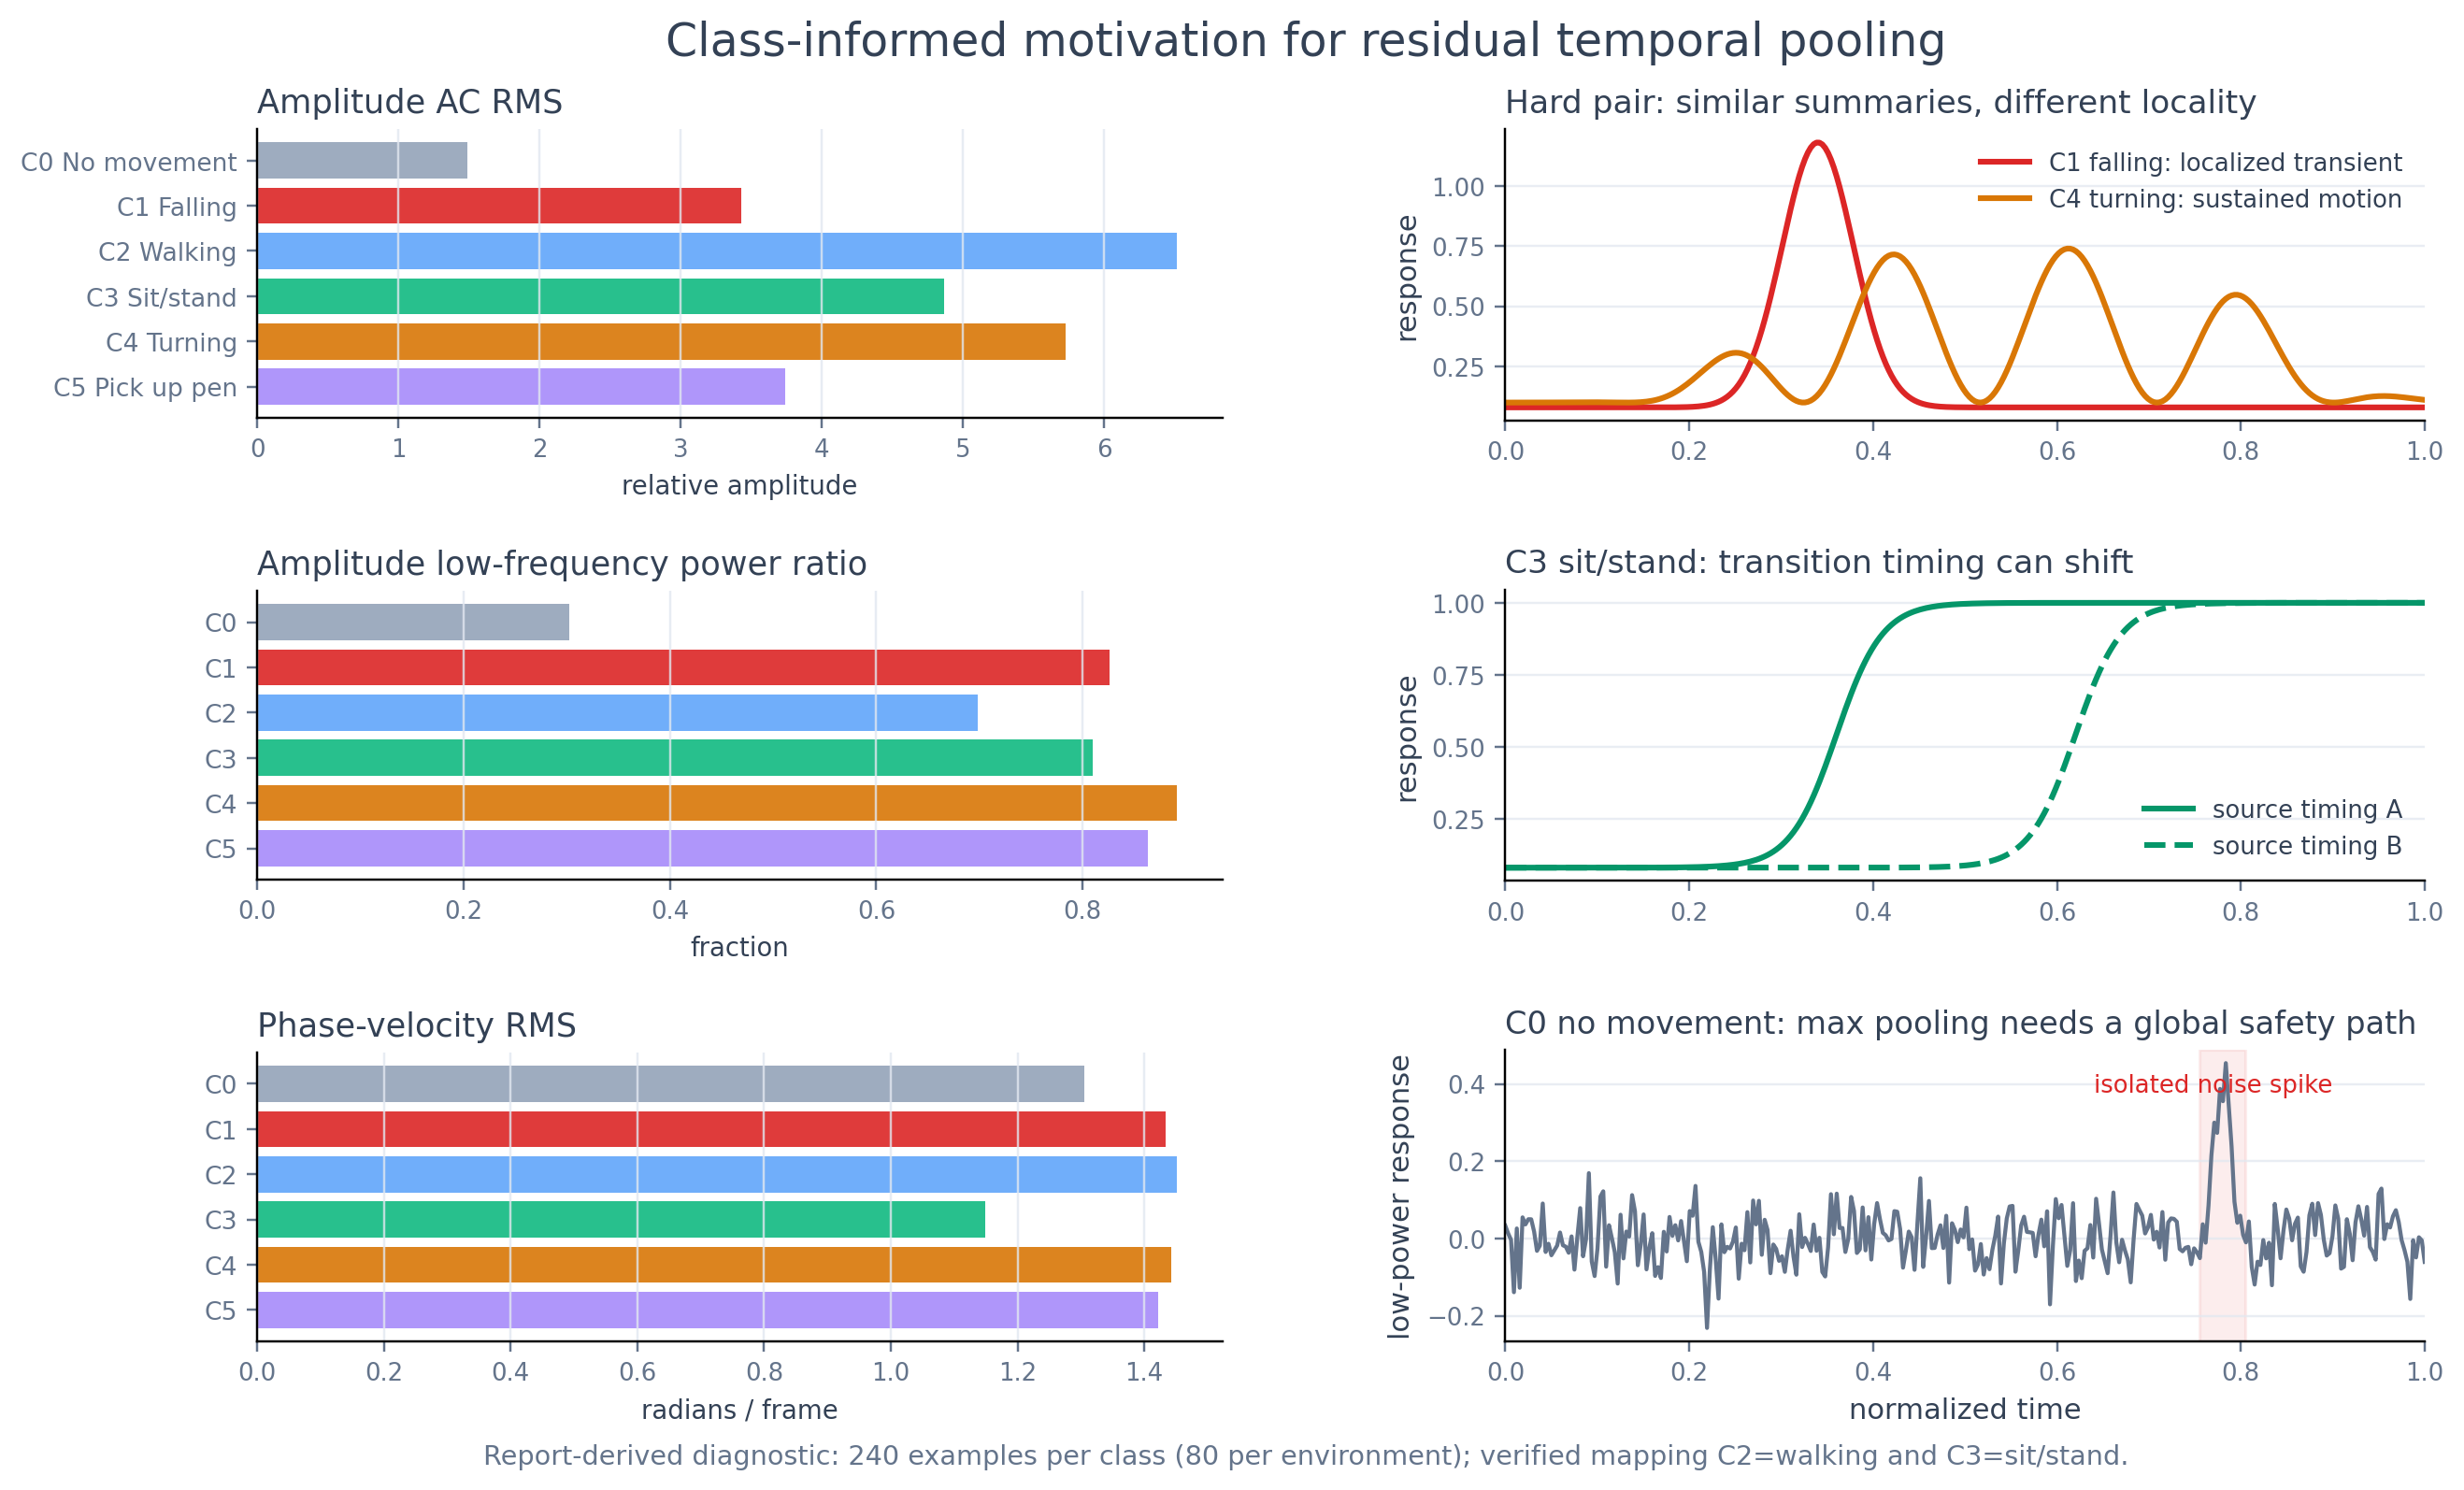 Class-informed motivation for residual temporal pooling
Amplitude AC RMS
C0 No movement
C1 Falling
C2 Walking
C3 Sit/stand
C4 Turning
C5 Pick up pen
0 1 2 3 4 5 6
relative amplitude
Hard pair: similar summaries, different locality
C1 falling: localized transient
C4 turning: sustained motion
response
1.00
0.75
0.50
0.25
0.0 0.2 0.4 0.6 0.8 1.0
Amplitude low-frequency power ratio
C0
C1
C2
C3
C4
C5
0.0 0.2 0.4 0.6 0.8
fraction
C3 sit/stand: transition timing can shift
response
1.00
0.75
0.50
0.25
source timing A
source timing B
0.0 0.2 0.4 0.6 0.8 1.0
Phase-velocity RMS
C0
C1
C2
C3
C4
C5
0.0 0.2 0.4 0.6 0.8 1.0 1.2 1.4
radians / frame
C0 no movement: max pooling needs a global safety path
low-power response
isolated noise spike
0.4
0.2
0.0
−0.2
0.0 0.2 0.4 0.6 0.8 1.0
normalized time
Report-derived diagnostic: 240 examples per class (80 per environment); verified mapping C2=walking and C3=sit/stand.